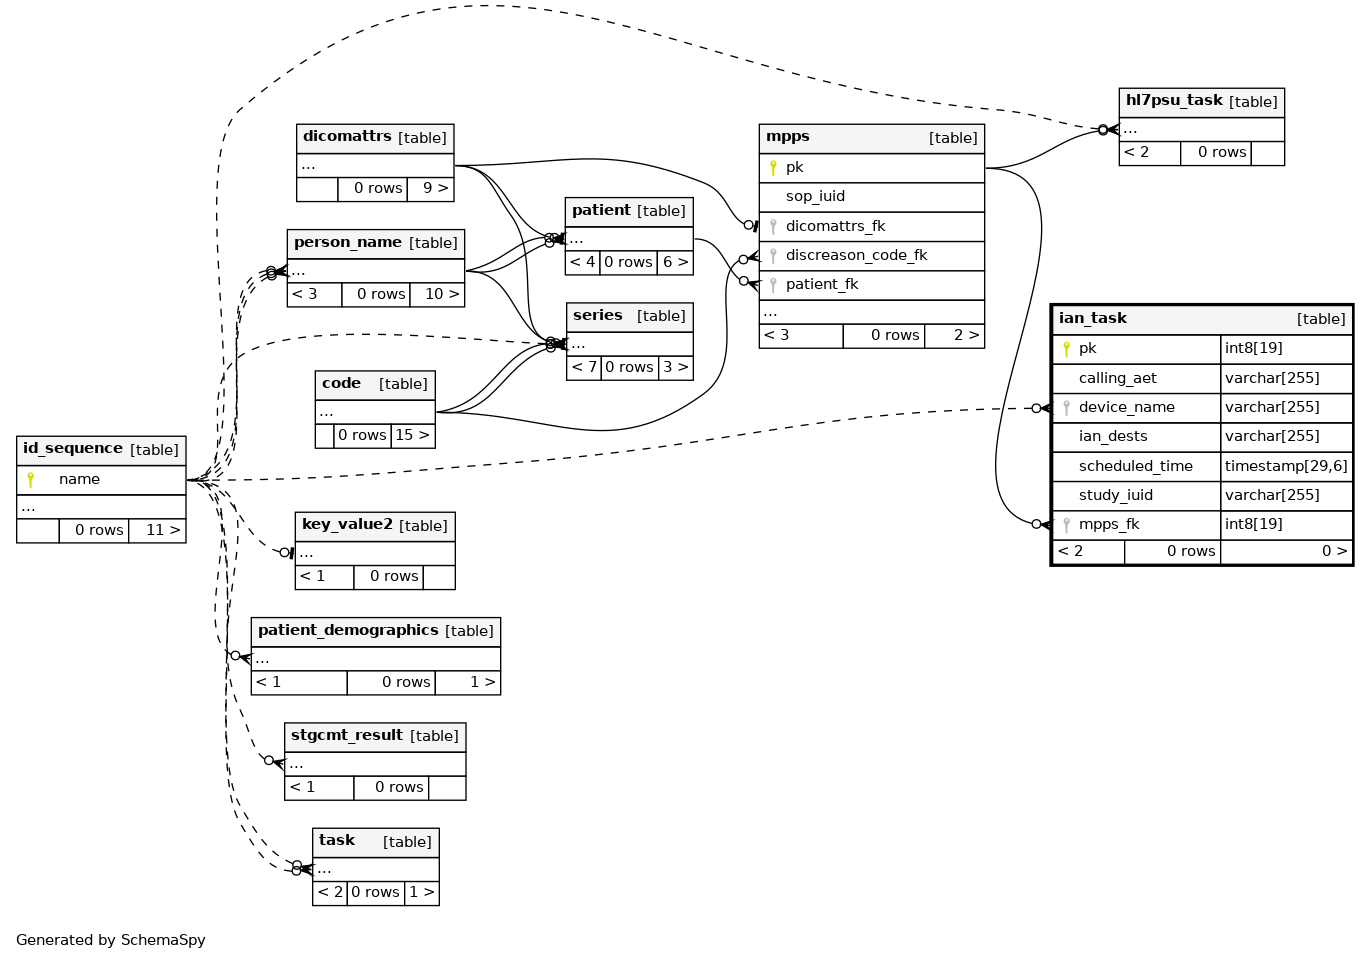 hl7psu_task [table]
...
< 2 0 rows
dicomattrs [table]
...
0 rows 9 >
mpps [table]
pk
sop_iuid
dicomattrs_fk
discreason_code_fk
patient_fk
...
< 3 0 rows 2 >
patient [table]
...
< 4 0 rows 6 >
person_name [table]
...
< 3 0 rows 10 >
series [table]
...
< 7 0 rows 3 >
ian_task [table]
pk int8[19]
calling_aet varchar[255]
device_name varchar[255]
ian_dests varchar[255]
scheduled_time timestamp[29,6]
study_iuid varchar[255]
mpps_fk int8[19]
< 2 0 rows 0 >
code [table]
...
0 rows 15 >
id_sequence [table]
name
...
0 rows 11 >
key_value2 [table]
...
< 1 0 rows
patient_demographics [table]
...
< 1 0 rows 1 >
stgcmt_result [table]
...
< 1 0 rows
task [table]
...
< 2 0 rows 1 >
Generated by SchemaSpy